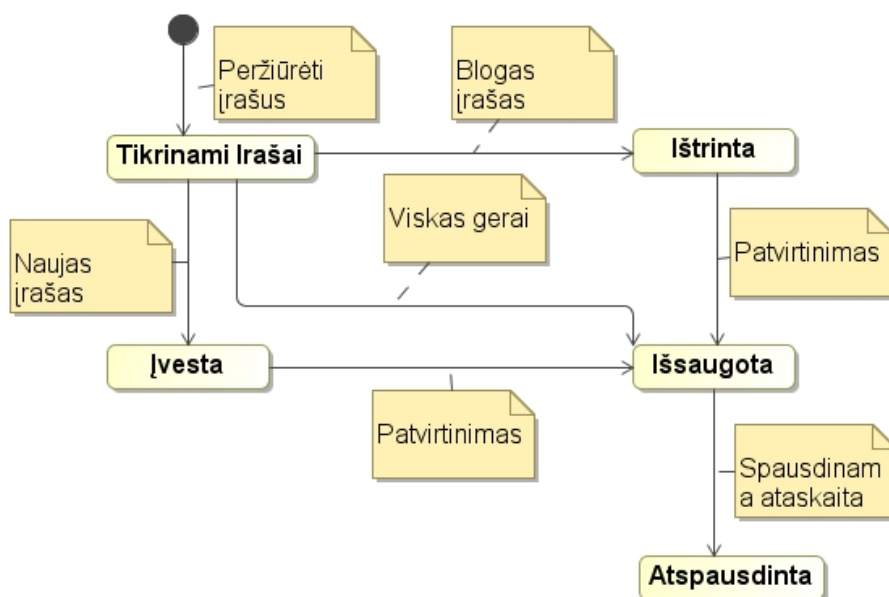 Peržiūrėti
įrašus
Blogas
įrašas
Tikrinami Irašai
Ištrinta
Viskas gerai
Naujas
įrašas
Patvirtinimas
Įvesta
Išsaugota
Patvirtinimas
Spausdinam
a ataskaita
Atspausdinta